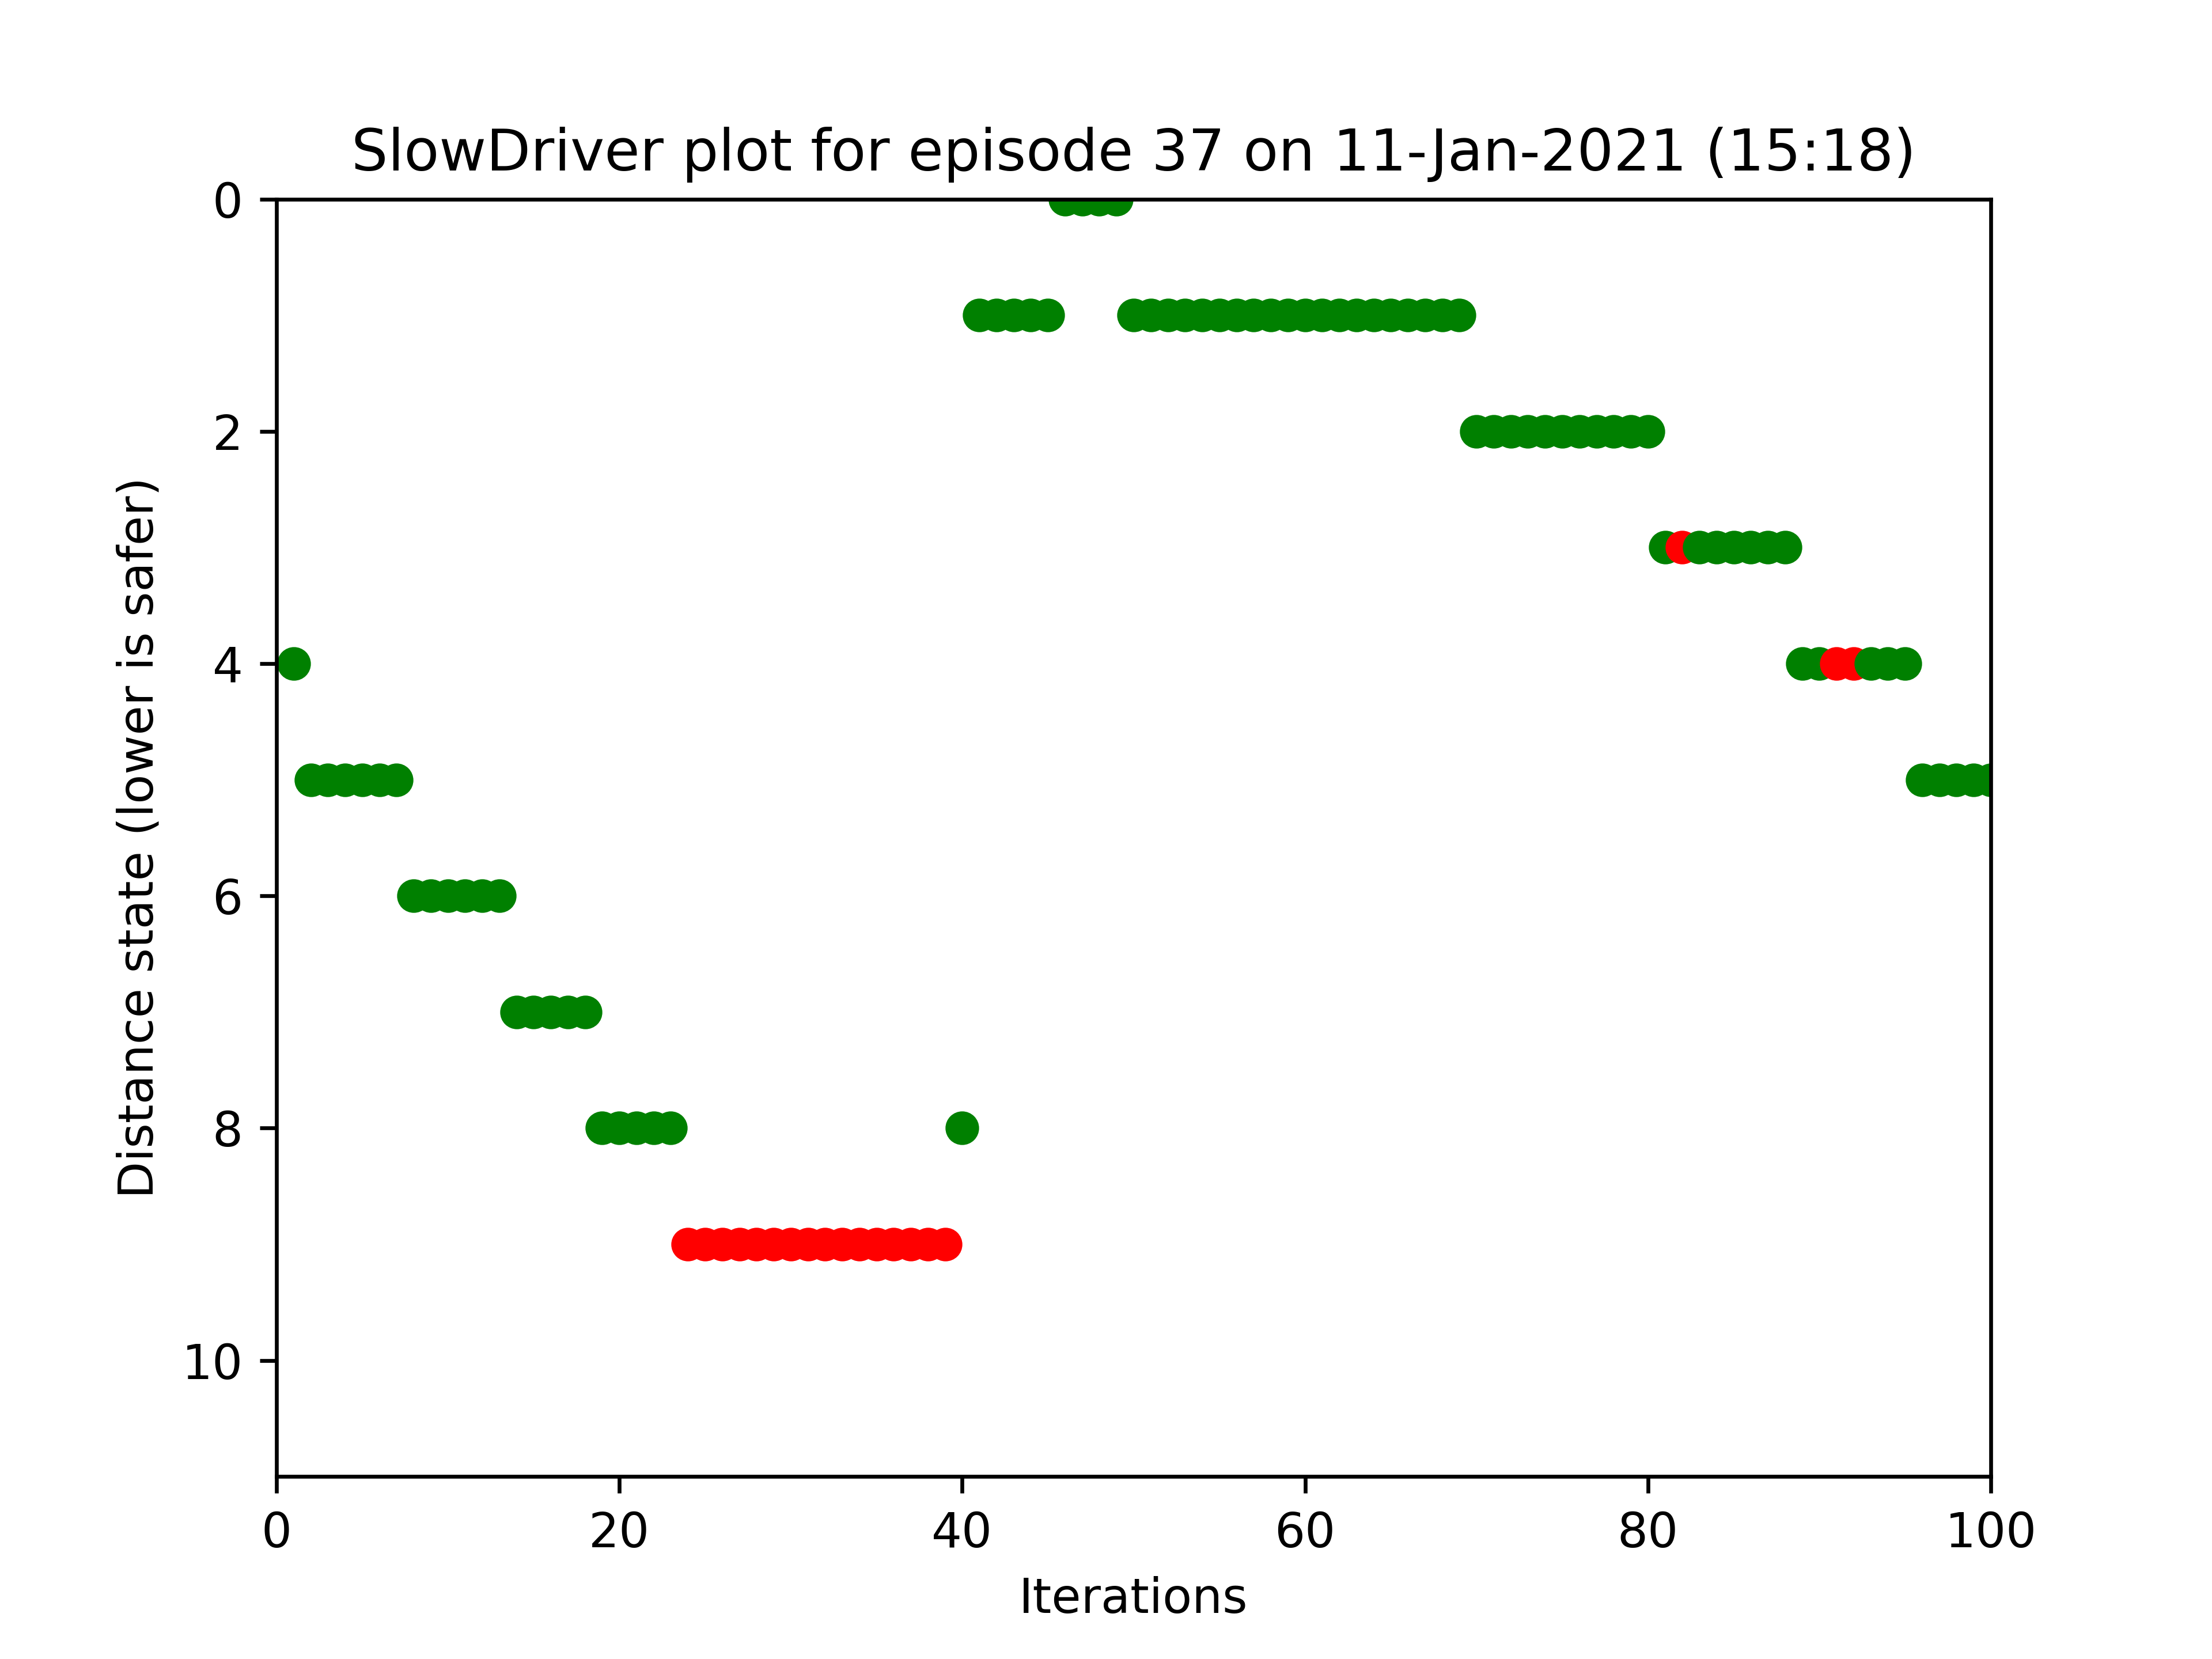 SlowDriver plot for episode 37 on 11-Jan-2021 (15:18)
0
2
4
6
8
10
Distance state (lower is safer)
0 20 40 60 80 100
Iterations